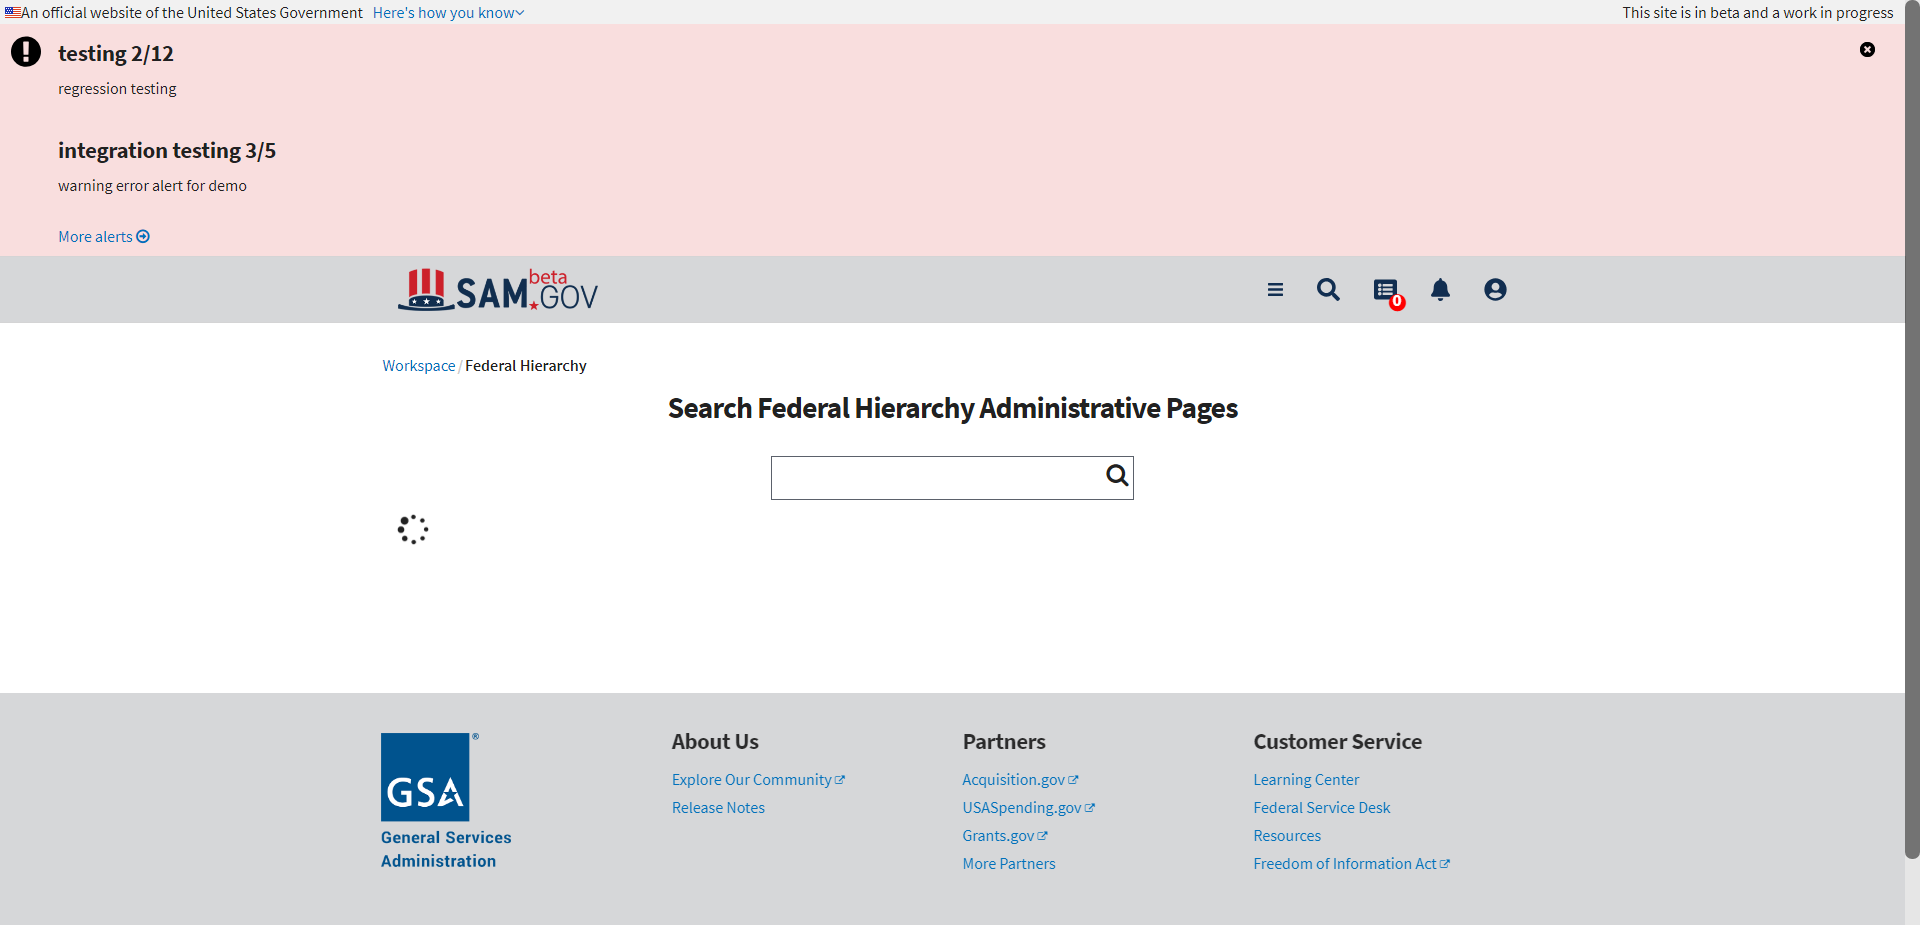 An official website of the United States Government Here's how you know
This site is in beta and a work in progress
testing 2/12
regression testing
integration testing 3/5
warning error alert for demo
More alerts
SAM beta .GOV
0
Workspace / Federal Hierarchy
Search Federal Hierarchy Administrative Pages
GSA ®
General Services
Administration
About Us
Explore Our Community
Release Notes
Partners
Acquisition.gov
USASpending.gov
Grants.gov
More Partners
Customer Service
Learning Center
Federal Service Desk
Resources
Freedom of Information Act